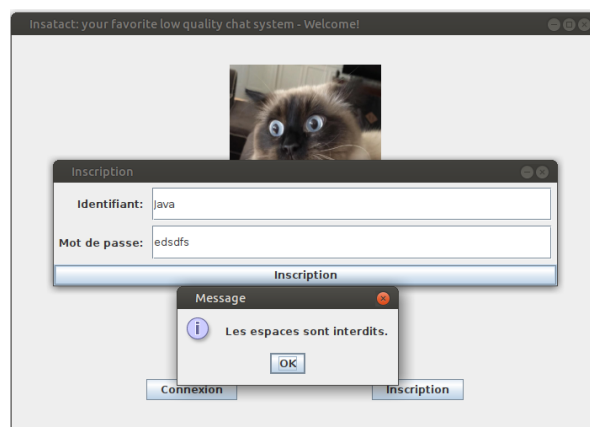 Insatact: your favorite low quality chat system - Welcome!
Inscription
Identifiant: Java
Mot de passe: edsdfs
Inscription
Message
i
Les espaces sont interdits.
OK
Connexion
Inscription